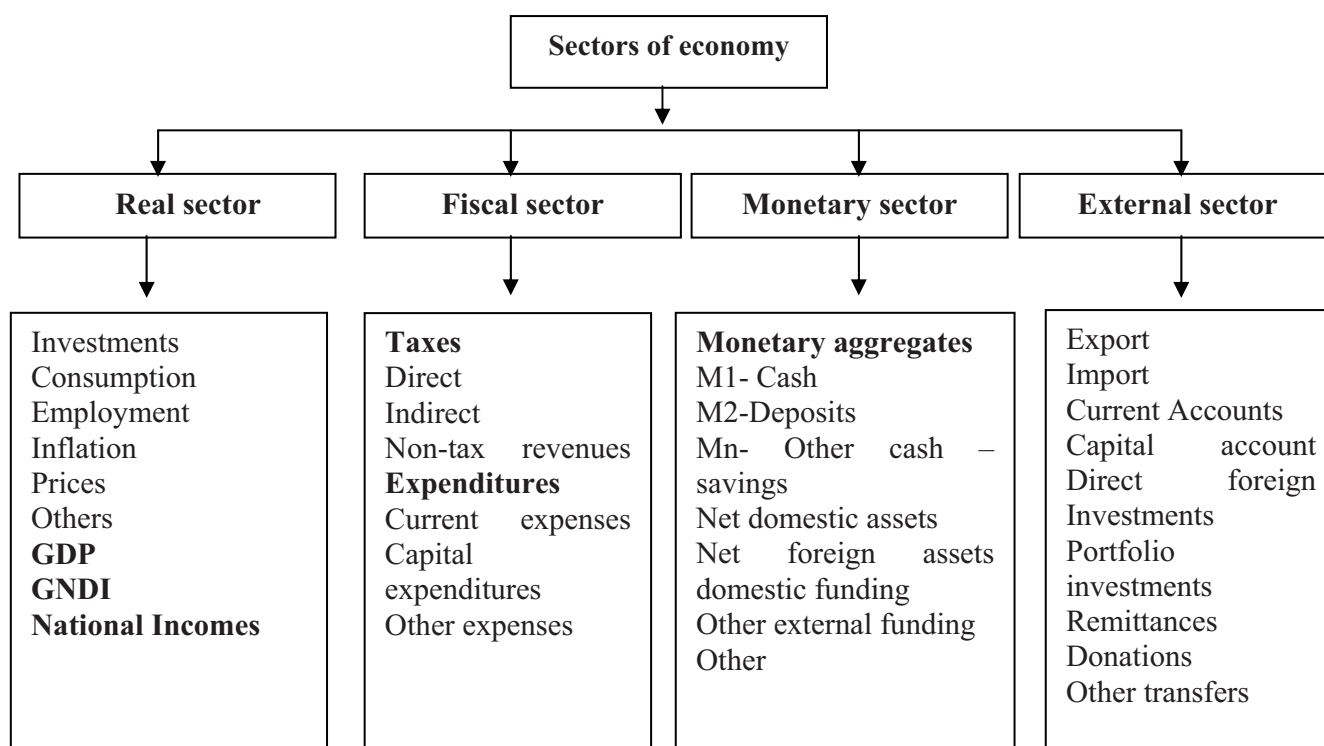 Sectors of economy
Real sector
Fiscal sector
Monetary sector
External sector
Investments
Consumption
Employment
Inflation
Prices
Others
GDP
GNDI
National Incomes
Taxes
Direct
Indirect
Non-tax revenues
Expenditures
Current expenses
Capital
expenditures
Other expenses
Monetary aggregates
M1- Cash
M2-Deposits
Mn- Other cash –
savings
Net domestic assets
Net foreign assets
domestic funding
Other external funding
Other
Export
Import
Current Accounts
Capital account
Direct foreign
Investments
Portfolio
investments
Remittances
Donations
Other transfers